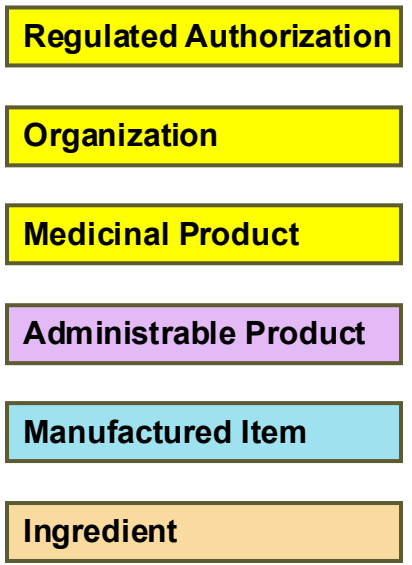 Regulated Authorization
Organization
Medicinal Product
Administrable Product
Manufactured Item
Ingredient